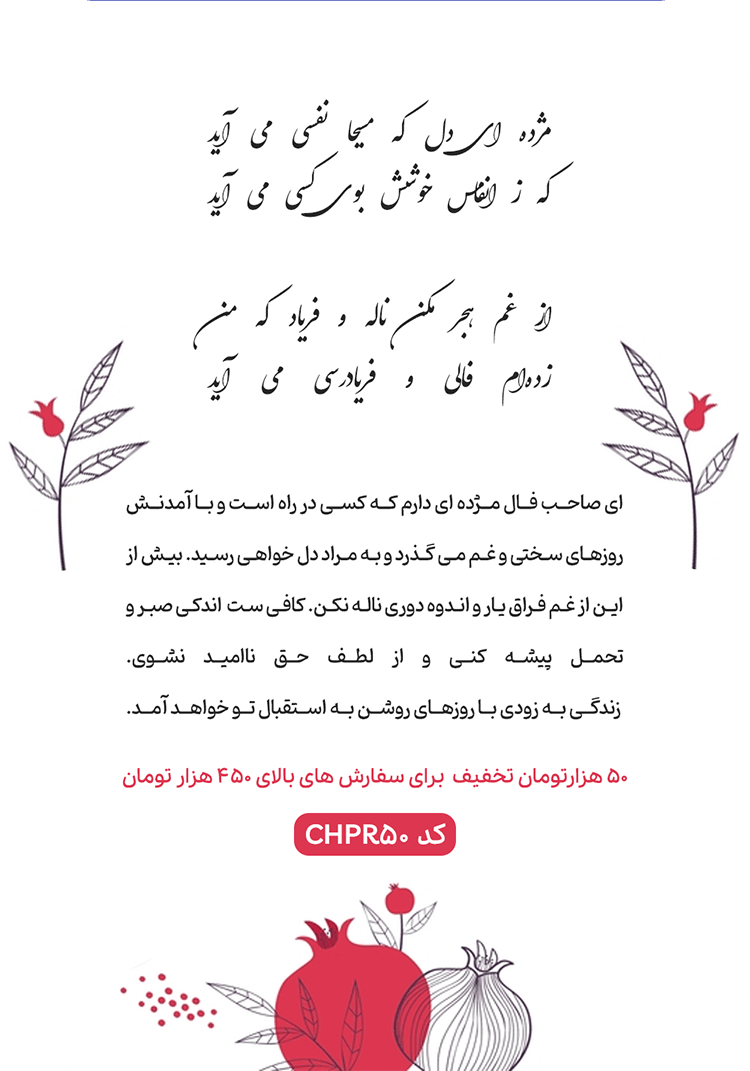 مژده ای دل که مسیحا نفسی می آید
که ز انفاس خوشش بوی کسی می آید
از غم هجر مکن ناله و فریاد که من
زده‌ام فالی و فریادرسی می آید
ای صاحب فال مژده ای دارم که کسی در راه است و با آمدنش
روزهای سختی و غم می گذرد و به مراد دل خواهی رسید. بیش از
این از غم فراق یار و اندوه دوری ناله نکن. کافی ست اندکی صبر و
تحمل پیشه کنی و از لطف حق ناامید نشوی.
زندگی به زودی با روزهای روشن به استقبال تو خواهد آمد.
۵۰ هزارتومان تخفیف برای سفارش های بالای ۴۵۰ هزار تومان
کد CHPR۵۰